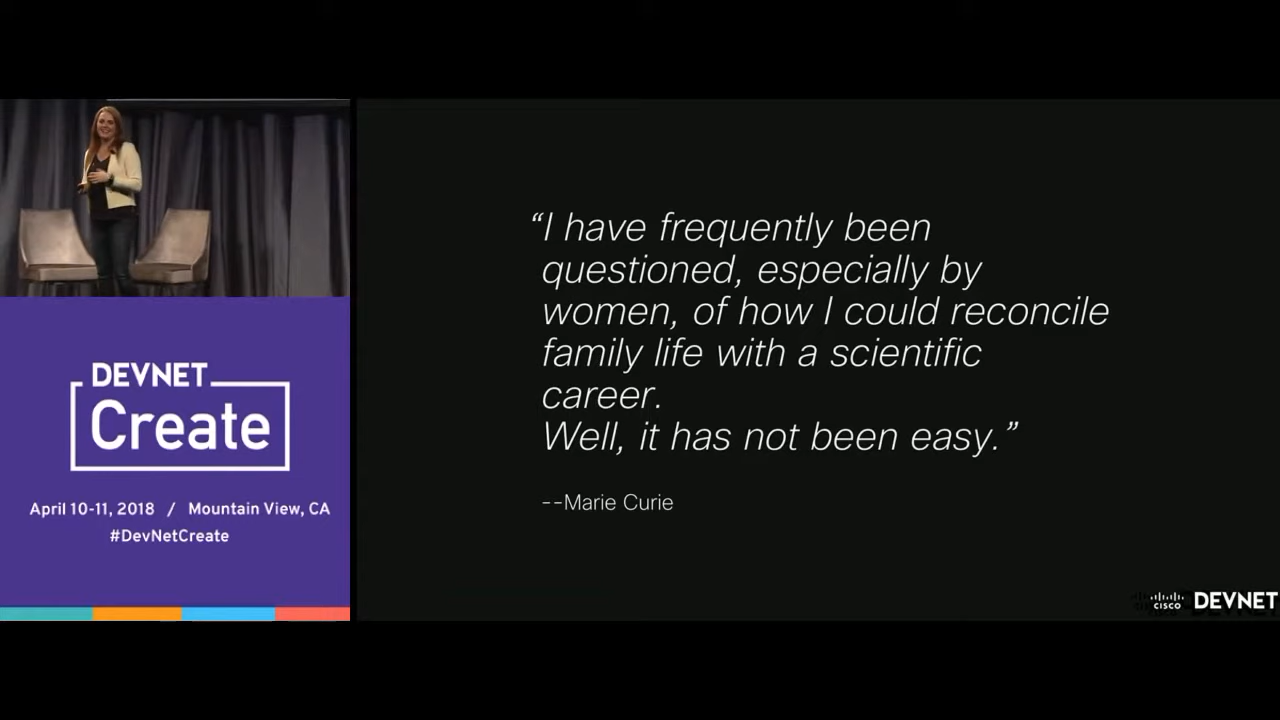 DEVNET
Create
April 10-11, 2018 / Mountain View, CA
#DevNetCreate
“I have frequently been
questioned, especially by
women, of how I could reconcile
family life with a scientific
career.
Well, it has not been easy.”
--Marie Curie
CISCO DEVNET